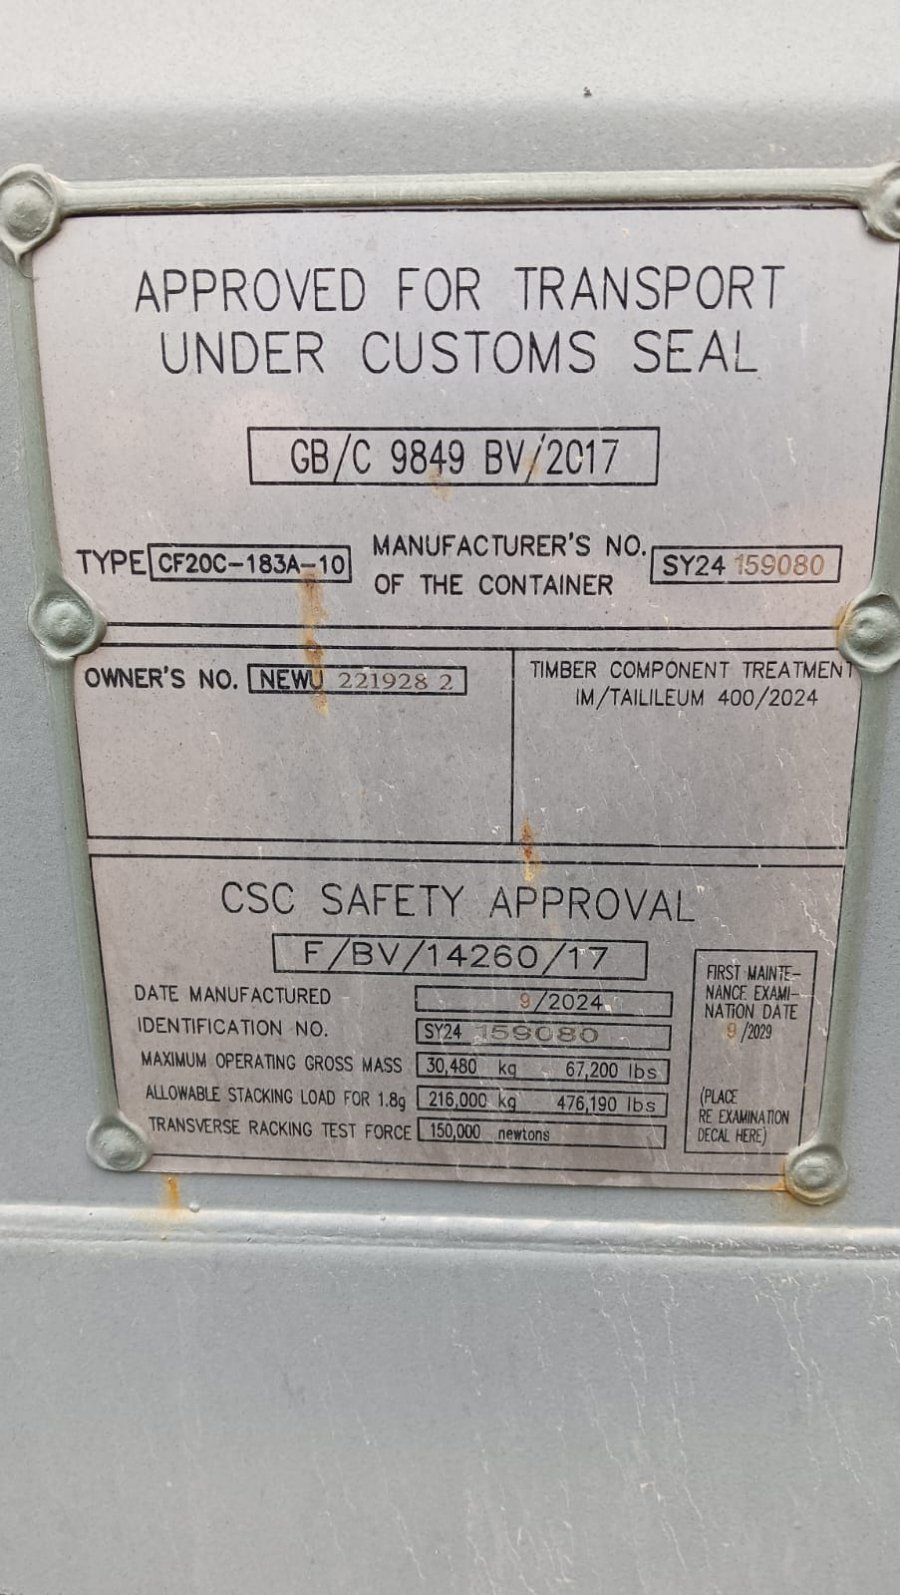 APPROVED FOR TRANSPORT
UNDER CUSTOMS SEAL
GB/C 9849 BV/2017
TYPE CF20C-183A-10
MANUFACTURER'S NO.
OF THE CONTAINER
SY24 159080
OWNER'S NO. NEWU 221928 2
TIMBER COMPONENT TREATMENT
IM/TAILILEUM 400/2024
CSC SAFETY APPROVAL
F/BV/14260/17
DATE MANUFACTURED 9/2024
IDENTIFICATION NO. SY24 159080
MAXIMUM OPERATING GROSS MASS 30,480 kg 67,200 lbs
ALLOWABLE STACKING LOAD FOR 1.8g 216,000 kg 476,190 lbs
TRANSVERSE RACKING TEST FORCE 150,000 newtons
FIRST MAINTE-
NANCE EXAMI-
NATION DATE
9/2029
(PLACE
RE EXAMINATION
DECAL HERE)